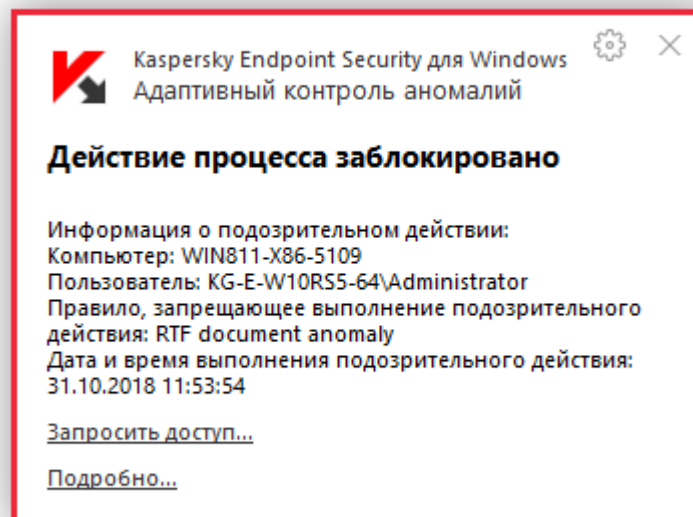 Kaspersky Endpoint Security для Windows
Адаптивный контроль аномалий
Действие процесса заблокировано
Информация о подозрительном действии:
Компьютер: WIN811-X86-5109
Пользователь: KG-E-W10RS5-64\Administrator
Правило, запрещающее выполнение подозрительного
действия: RTF document anomaly
Дата и время выполнения подозрительного действия:
31.10.2018 11:53:54
Запросить доступ...
Подробно...